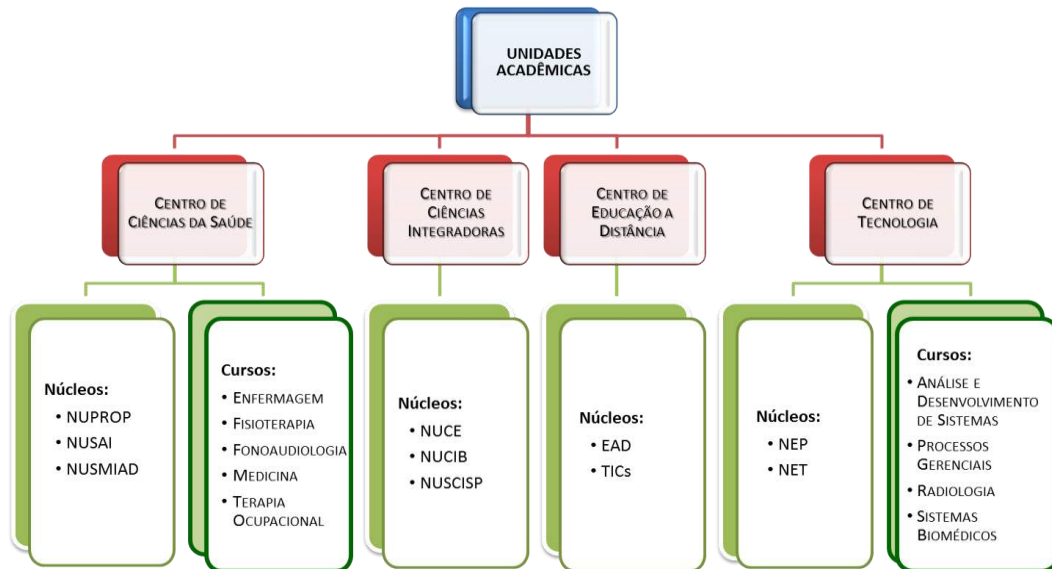 UNIDADES
ACADÊMICAS
CENTRO DE
CIÊNCIAS DA SAÚDE
CENTRO DE
CIÊNCIAS
INTEGRADORAS
CENTRO DE
EDUCAÇÃO A
DISTÂNCIA
CENTRO DE
TECNOLOGIA
Núcleos:
• NUPROP
• NUSAI
• NUSMIAD
Cursos:
• ENFERMAGEM
• FISIOTERAPIA
• FONOAUDIOLOGIA
• MEDICINA
• TERAPIA
OCUPACIONAL
Núcleos:
• NUCE
• NUCIB
• NUSCISP
Núcleos:
• EAD
• TICs
Núcleos:
• NEP
• NET
Cursos:
• ANÁLISE E
DESENVOLVIMENTO
DE SISTEMAS
• PROCESSOS
GERENCIAIS
• RADIOLOGIA
• SISTEMAS
BIOMÉDICOS